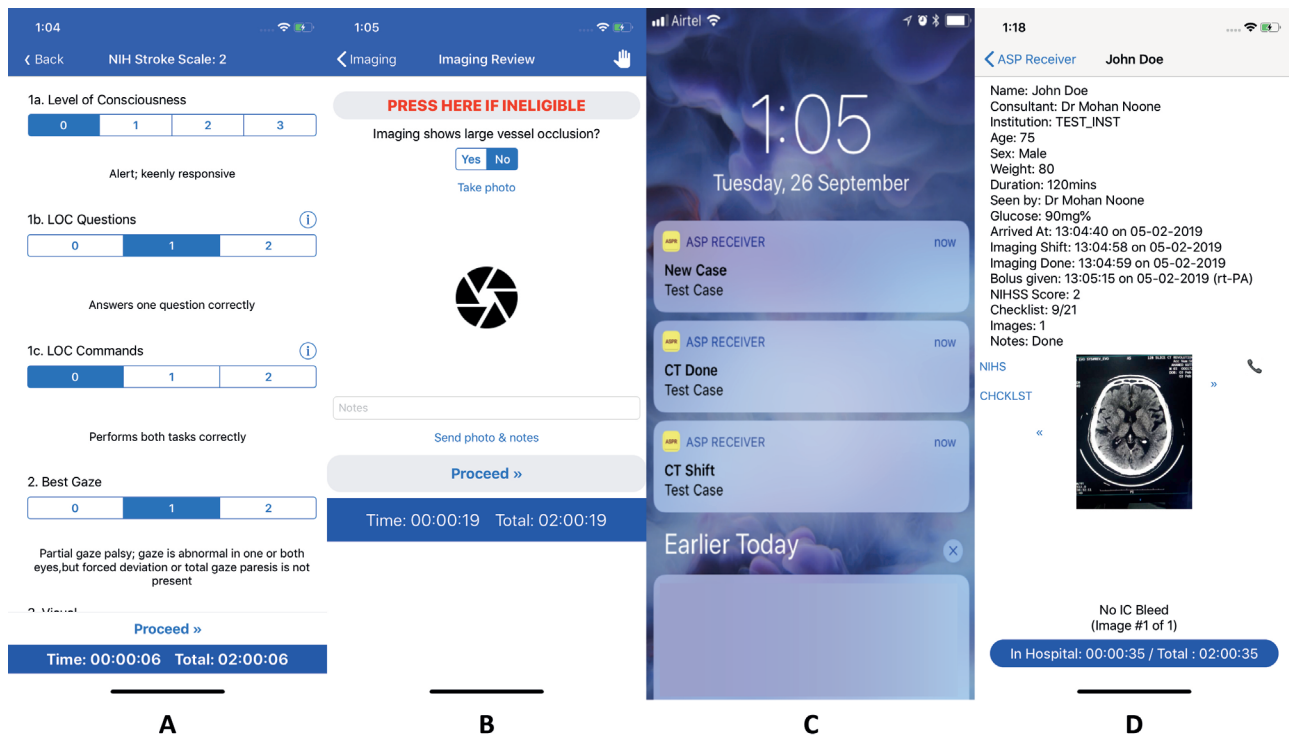 1:04
Back
NIH Stroke Scale: 2
1a. Level of Consciousness
0 1 2 3
Alert; keenly responsive
1b. LOC Questions
0 1 2
Answers one question correctly
1c. LOC Commands
0 1 2
Performs both tasks correctly
2. Best Gaze
0 1 2
Partial gaze palsy; gaze is abnormal in one or both
eyes,but forced deviation or total gaze paresis is not
present
Proceed »
Time: 00:00:06 Total: 02:00:06
A
1:05
Imaging
Imaging Review
PRESS HERE IF INELIGIBLE
Imaging shows large vessel occlusion?
Yes No
Take photo
Notes
Send photo & notes
Proceed »
Time: 00:00:19 Total: 02:00:19
B
Airtel
1:05
Tuesday, 26 September
ASPR ASP RECEIVER now
New Case
Test Case
ASPR ASP RECEIVER now
CT Done
Test Case
ASPR ASP RECEIVER now
CT Shift
Test Case
Earlier Today
C
1:18
ASP Receiver
John Doe
Name: John Doe
Consultant: Dr Mohan Noone
Institution: TEST_INST
Age: 75
Sex: Male
Weight: 80
Duration: 120mins
Seen by: Dr Mohan Noone
Glucose: 90mg%
Arrived At: 13:04:40 on 05-02-2019
Imaging Shift: 13:04:58 on 05-02-2019
Imaging Done: 13:04:59 on 05-02-2019
Bolus given: 13:05:15 on 05-02-2019 (rt-PA)
NIHSS Score: 2
Checklist: 9/21
Images: 1
Notes: Done
NIHS
»
CHCKLST
«
No IC Bleed
(Image #1 of 1)
In Hospital: 00:00:35 / Total : 02:00:35
D